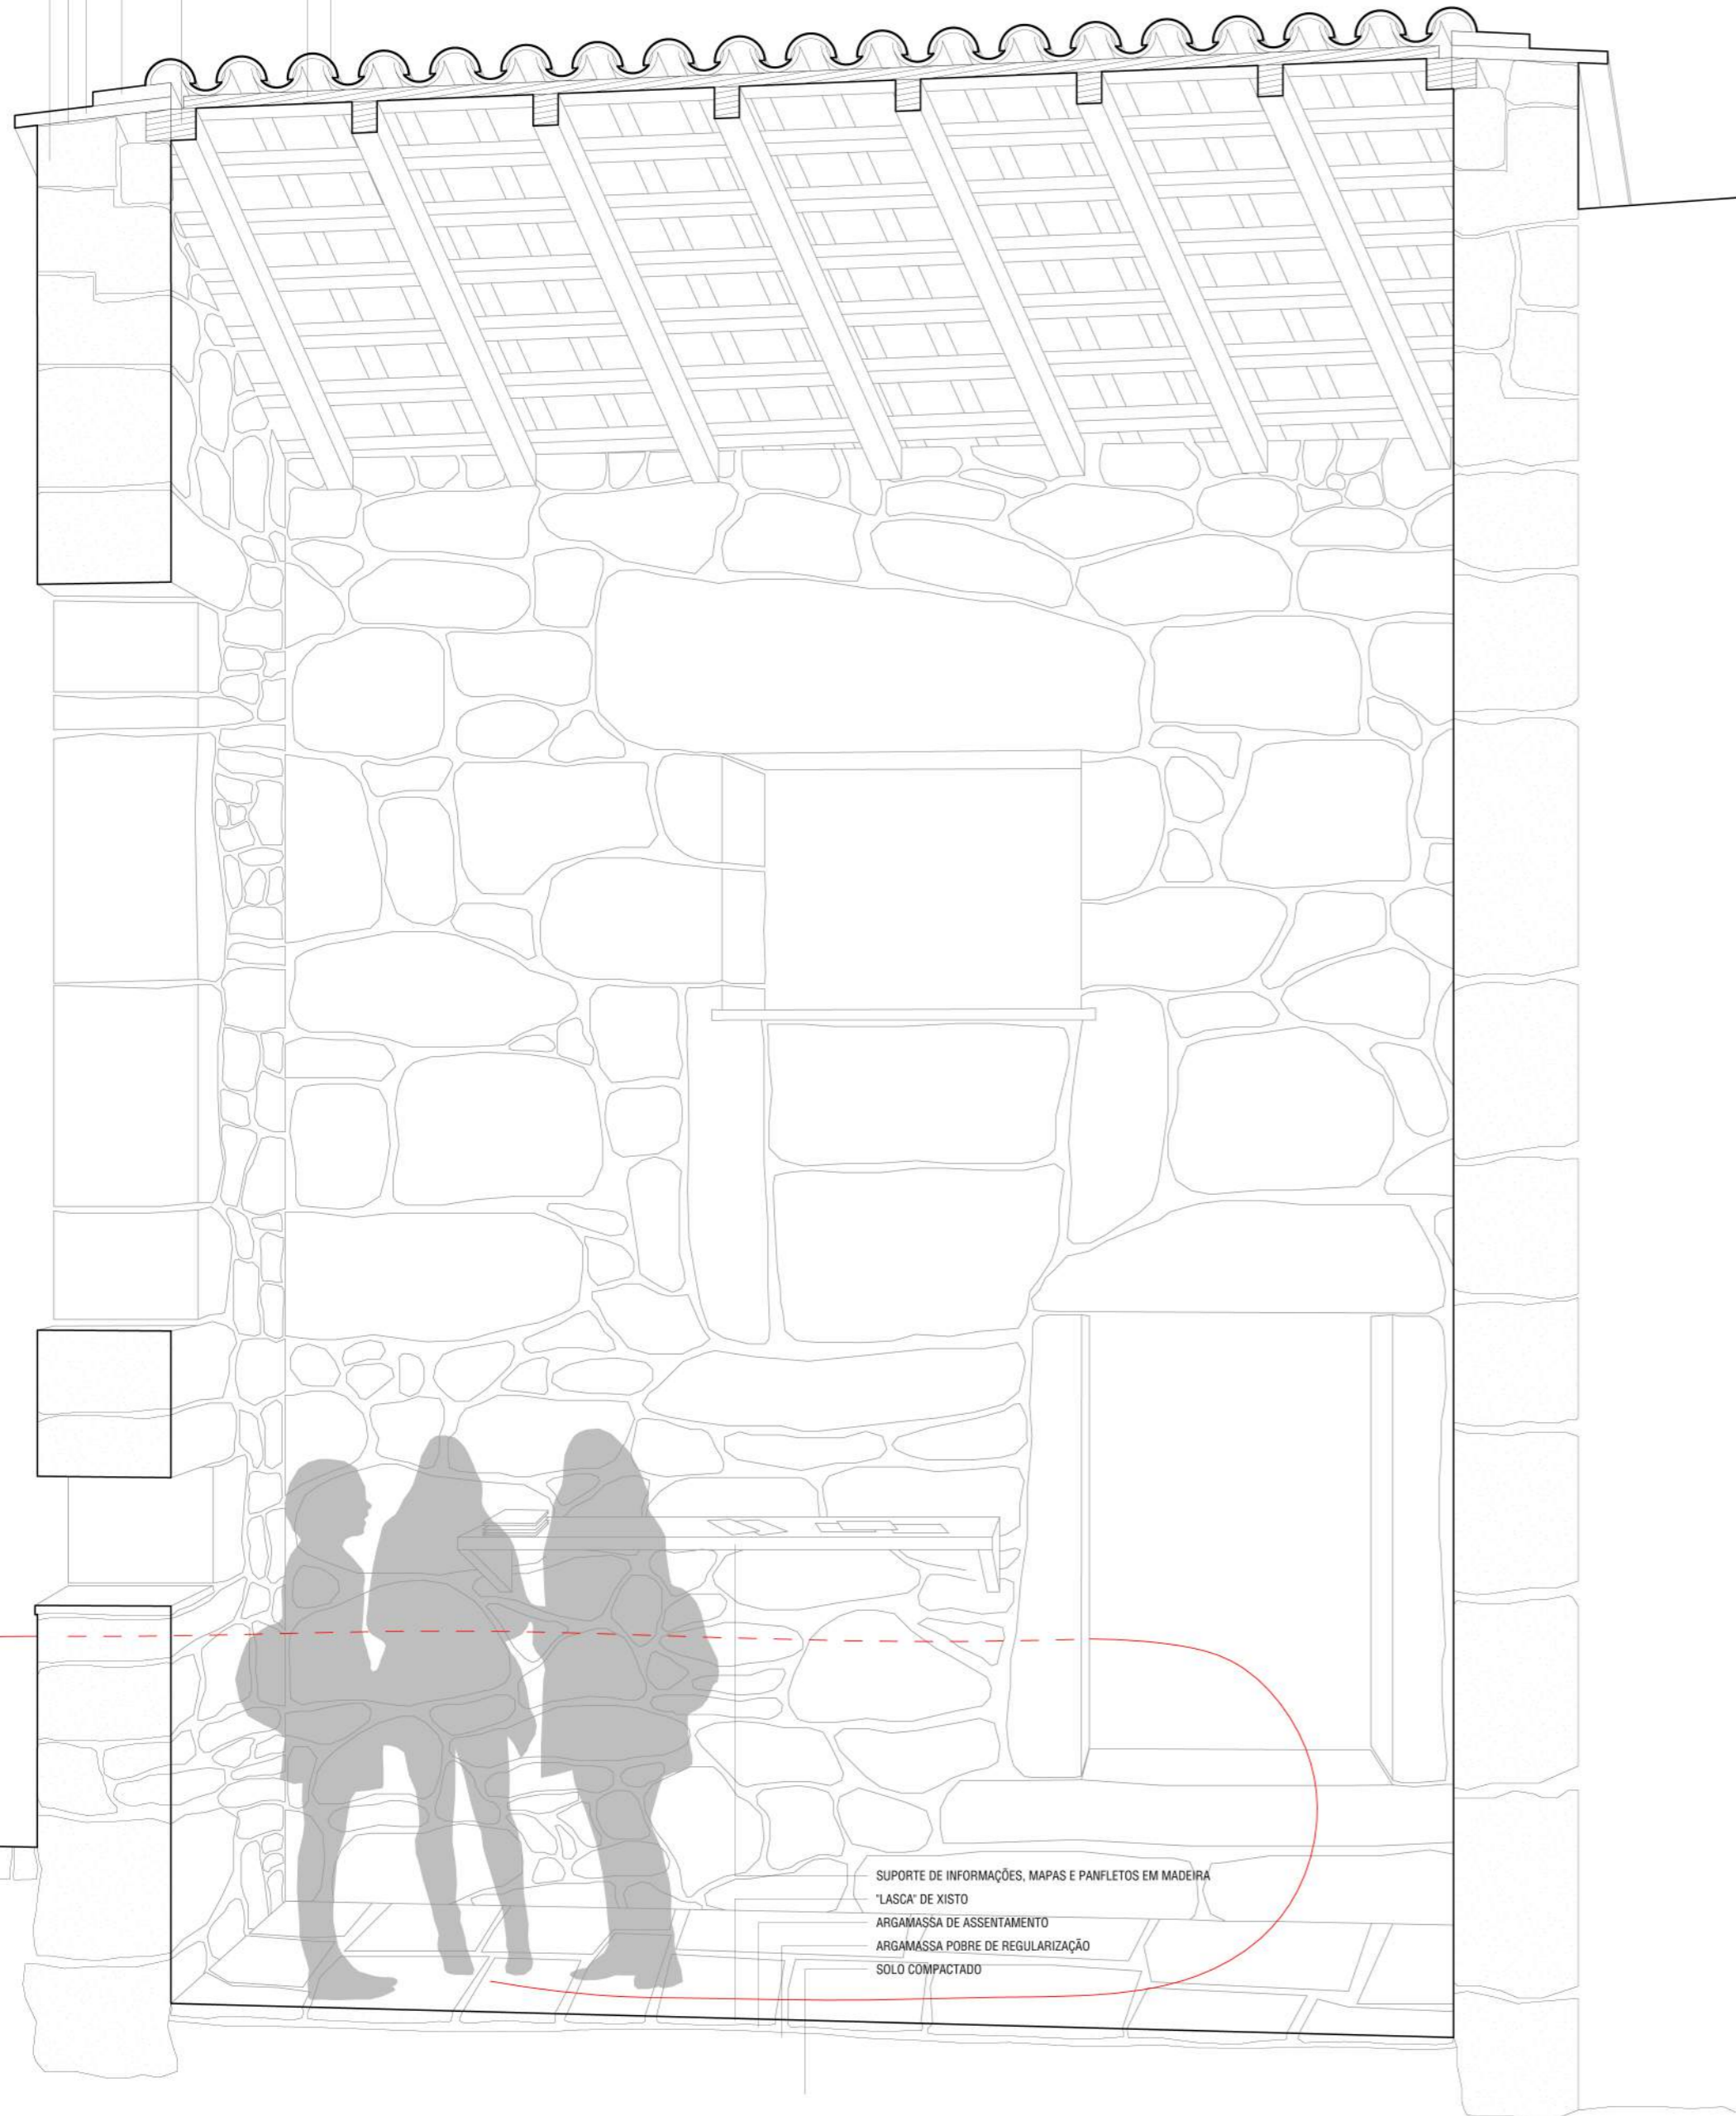 SUPORTE DE INFORMAÇÕES, MAPAS E PANFLETOS EM MADEIRA
"LASCA" DE XISTO
ARGAMASSA DE ASSENTAMENTO
ARGAMASSA POBRE DE REGULARIZAÇÃO
SOLO COMPACTADO